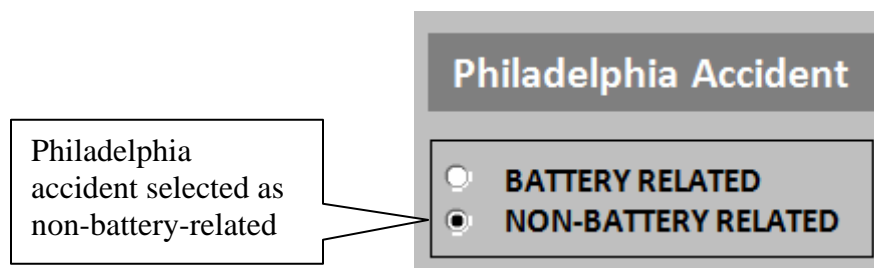 Philadelphia Accident
Philadelphia
accident selected as
non-battery-related
BATTERY RELATED
NON-BATTERY RELATED